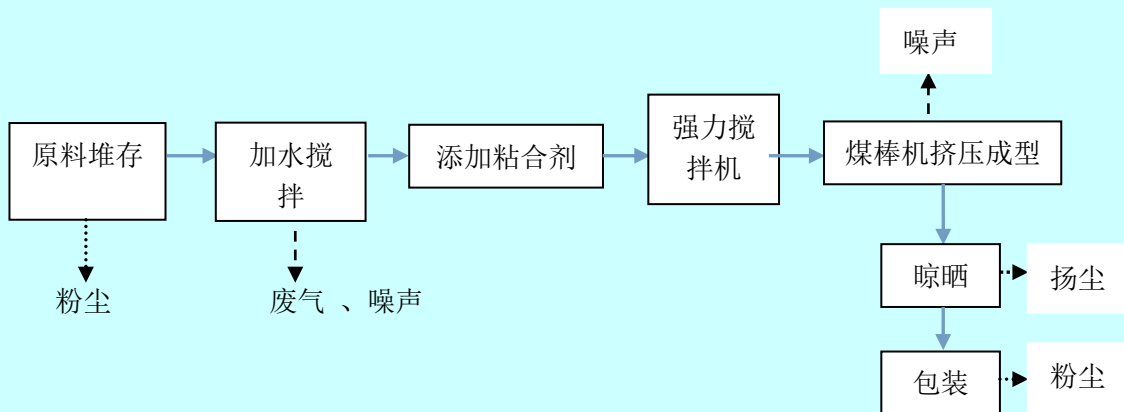 噪声
原料堆存
加水搅
拌
添加粘合剂
强力搅
拌机
煤棒机挤压成型
粉尘
废气 、噪声
晾晒
扬尘
包装
粉尘